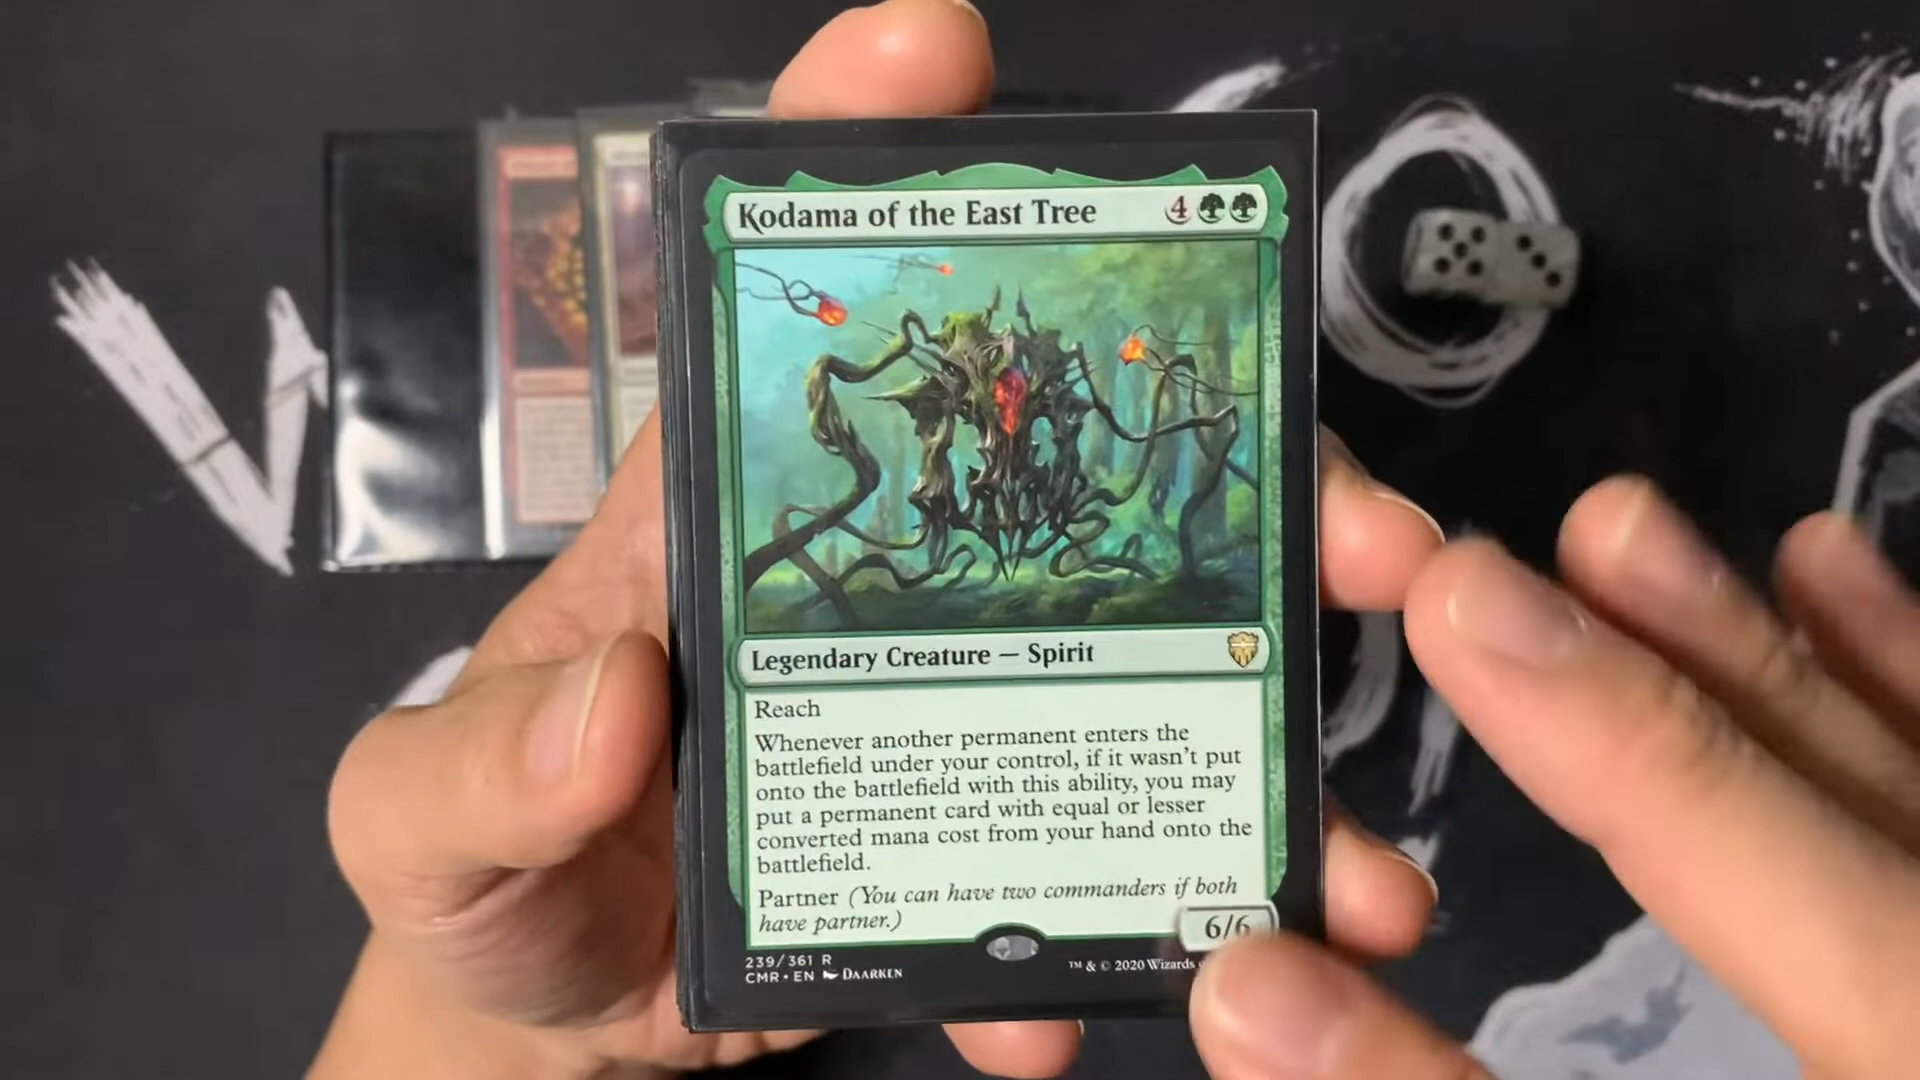 Kodama of the East Tree 4
Legendary Creature — Spirit
Reach
Whenever another permanent enters the
battlefield under your control, if it wasn't put
onto the battlefield with this ability, you may
put a permanent card with equal or lesser
converted mana cost from your hand onto the
battlefield.
Partner (You can have two commanders if both
have partner.)
6/6
239/361 R
CMR • EN DAARKEN
™ & © 2020 Wizards